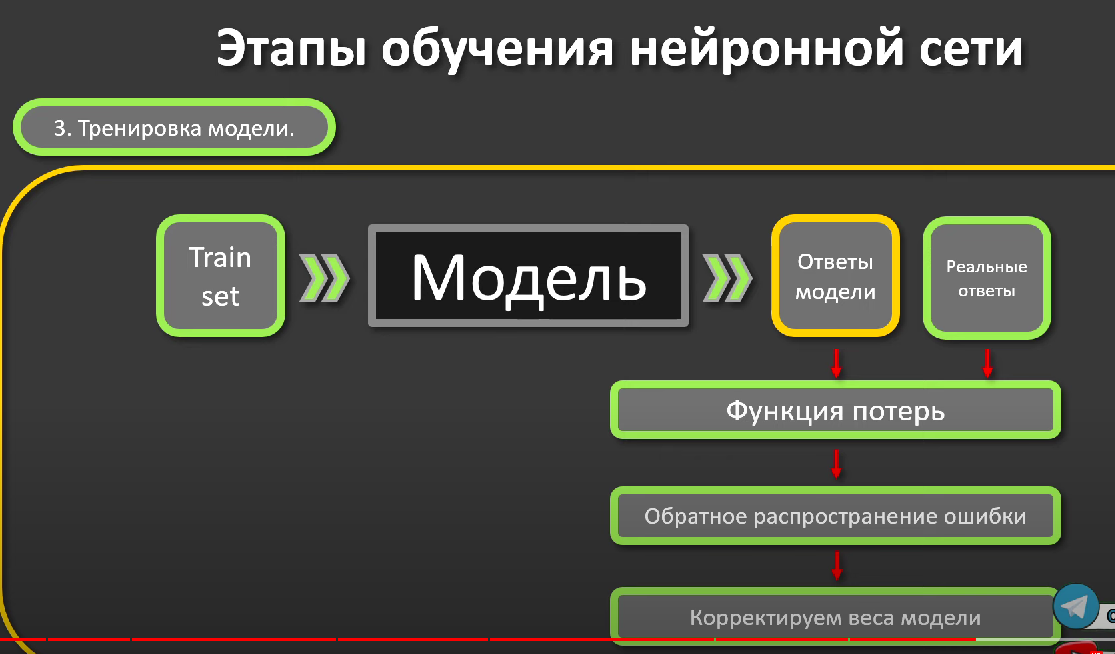 Этапы обучения нейронной сети
3. Тренировка модели.
Train
set
Модель
Ответы
модели
Реальные
ответы
Функция потерь
Обратное распространение ошибки
Корректируем веса модели